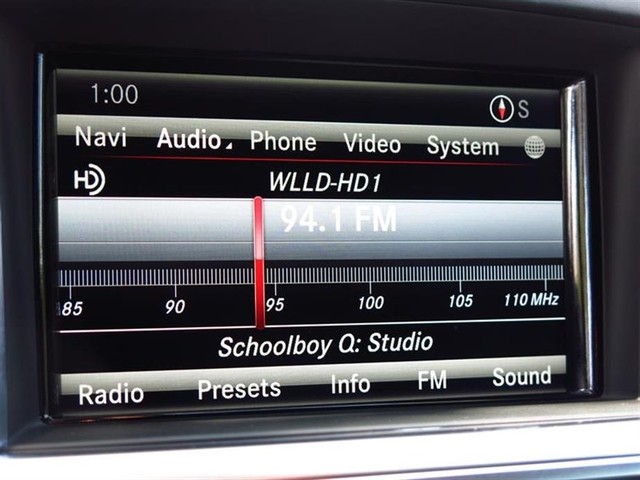 1:00 S
Navi Audio Phone Video System
HD WLLD-HD1
94.1 FM
85 90 95 100 105 110 MHz
Schoolboy Q: Studio
Radio Presets Info FM Sound